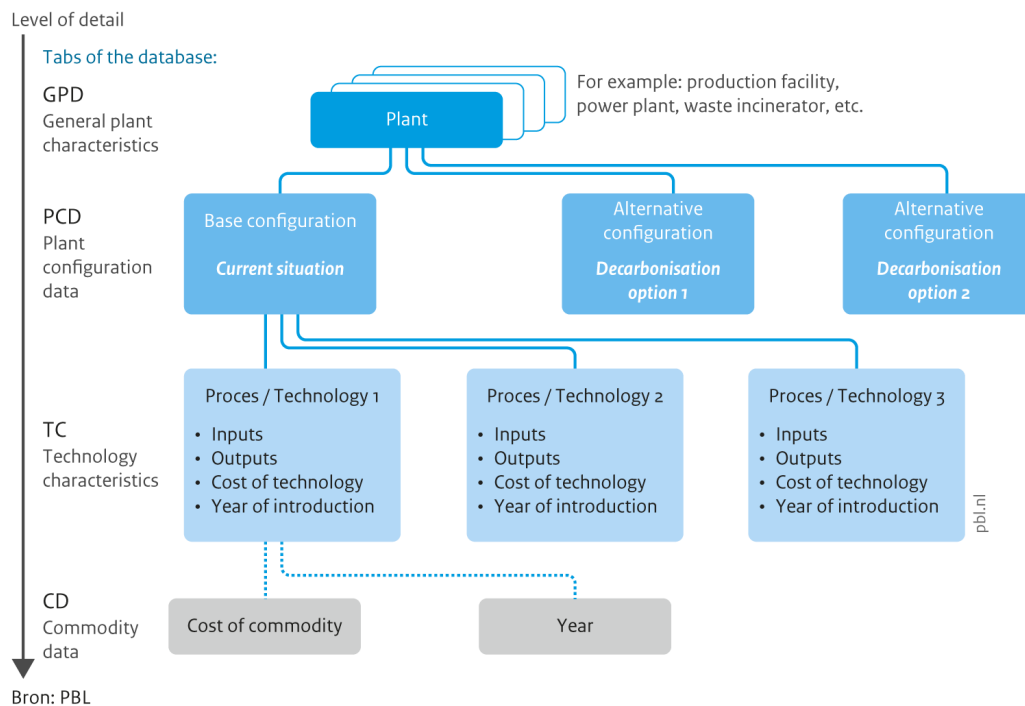 Level of detail
Tabs of the database:
GPD
General plant
characteristics
Plant
For example: production facility,
power plant, waste incinerator, etc.
PCD
Plant
configuration
data
Base configuration
Current situation
Alternative
configuration
Decarbonisation
option 1
Alternative
configuration
Decarbonisation
option 2
TC
Technology
characteristics
Proces / Technology 1
• Inputs
• Outputs
• Cost of technology
• Year of introduction
Proces / Technology 2
• Inputs
• Outputs
• Cost of technology
• Year of introduction
Proces / Technology 3
• Inputs
• Outputs
• Cost of technology
• Year of introduction
pbl.nl
CD
Commodity
data
Cost of commodity
Year
Bron: PBL